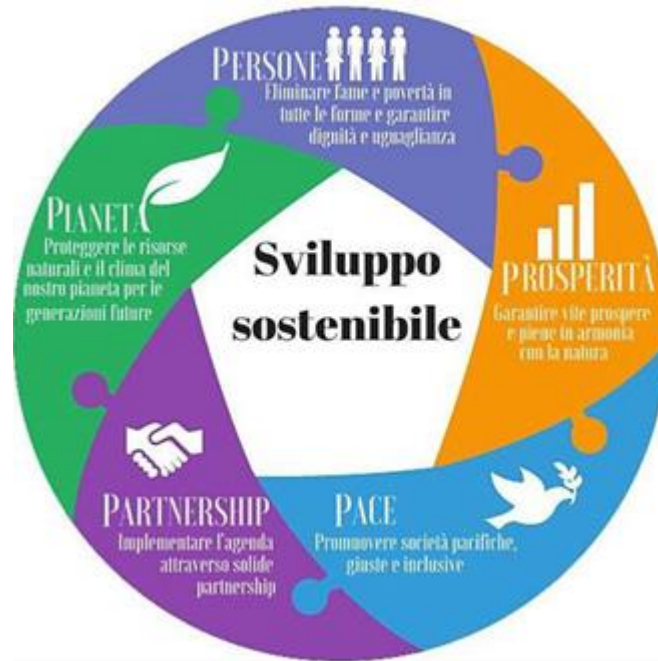 PERSONE
Eliminare fame e povertà in
tutte le forme e garantire
dignità e uguaglianza
PROSPERITÀ
Garantire vite prospere
e piene in armonia
con la natura
PACE
Promuovere società pacifiche,
giuste e inclusive
PARTNERSHIP
Implementare l'agenda
attraverso solide
partnership
PIANETA
Proteggere le risorse
naturali e il clima del
nostro pianeta per le
generazioni future
Sviluppo
sostenibile